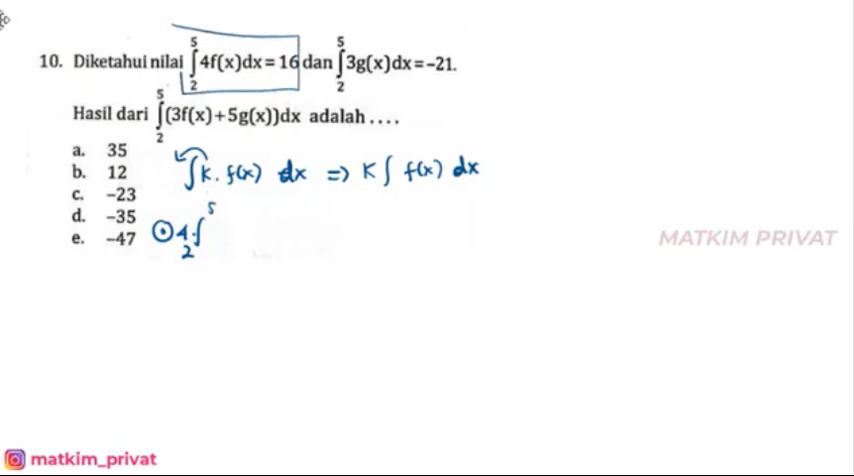 10. Diketahui nilai ∫₂⁵ 4f(x)dx = 16 dan ∫₂⁵ 3g(x)dx = –21.
Hasil dari ∫₂⁵ (3f(x)+5g(x))dx adalah ....
a. 35
b. 12
c. –23
d. –35
e. –47
∫k. f(x) dx ⇒ K∫ f(x) dx
⊙ 4.∫₂⁵
MATKIM PRIVAT
matkim_privat